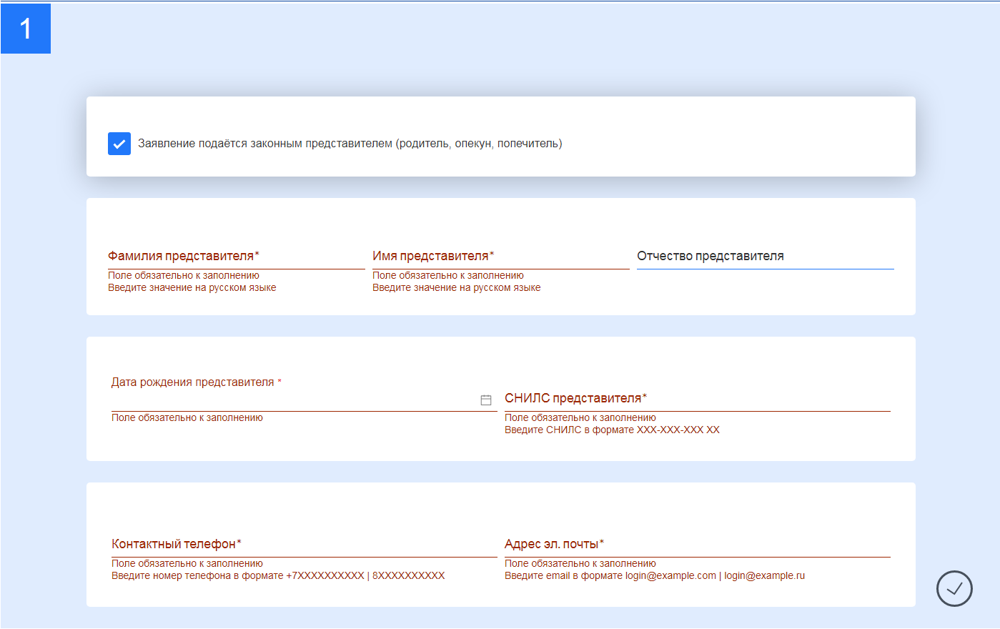 1
Заявление подаётся законным представителем (родитель, опекун, попечитель)
Фамилия представителя*
Поле обязательно к заполнению
Введите значение на русском языке
Имя представителя*
Поле обязательно к заполнению
Введите значение на русском языке
Отчество представителя
Дата рождения представителя *
Поле обязательно к заполнению
СНИЛС представителя*
Поле обязательно к заполнению
Введите СНИЛС в формате XXX-XXX-XXX XX
Контактный телефон*
Поле обязательно к заполнению
Введите номер телефона в формате +7XXXXXXXXXX | 8XXXXXXXXXX
Адрес эл. почты*
Поле обязательно к заполнению
Введите email в формате login@example.com | login@example.ru